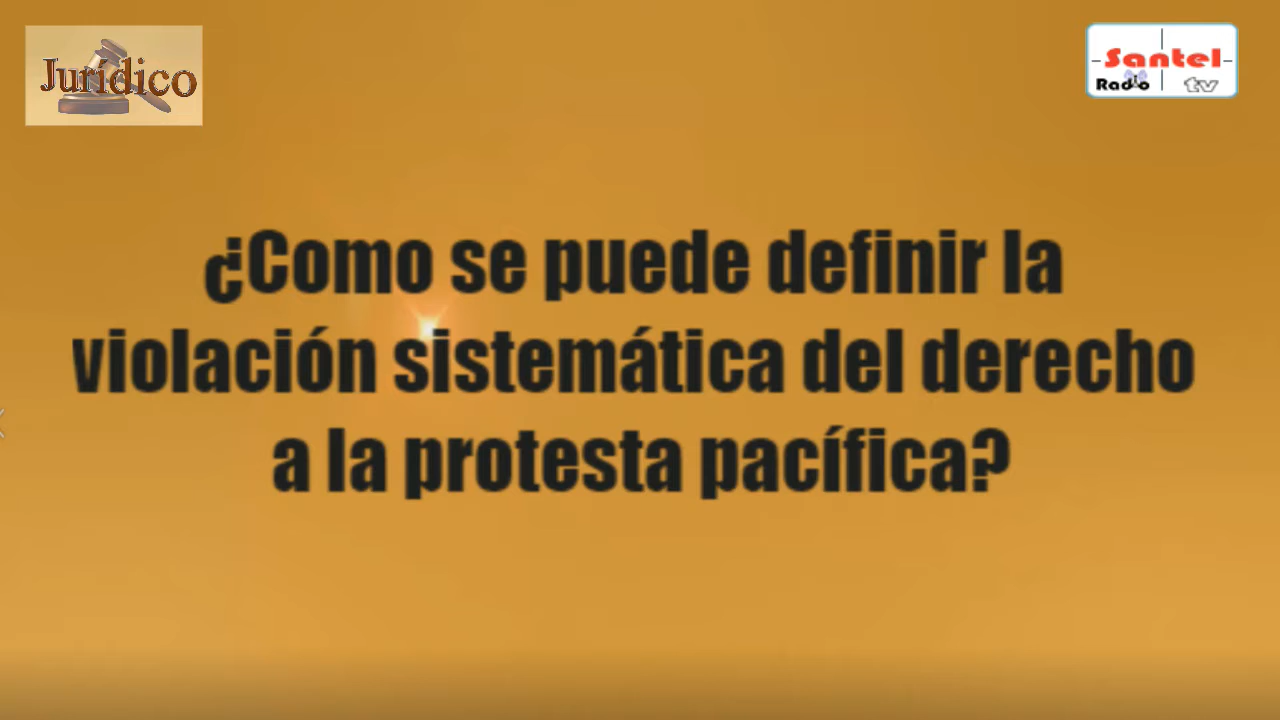 Jurídico
Santel
Radio tv
¿Como se puede definir la
violación sistemática del derecho
a la protesta pacífica?